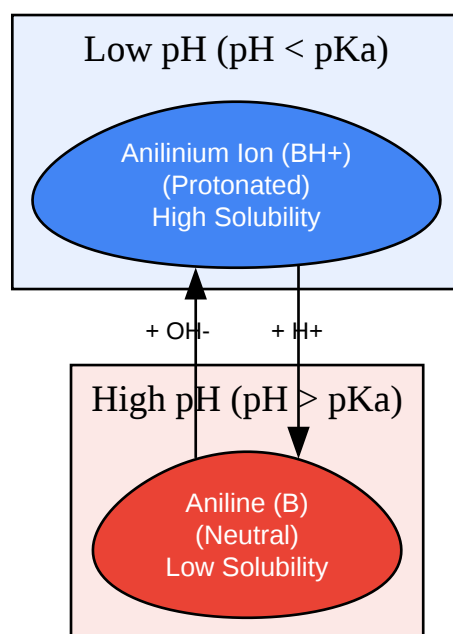 Low pH (pH < pKa)
Anilinium Ion (BH+)
(Protonated)
High Solubility
+ OH-
+ H+
High pH (pH > pKa)
Aniline (B)
(Neutral)
Low Solubility